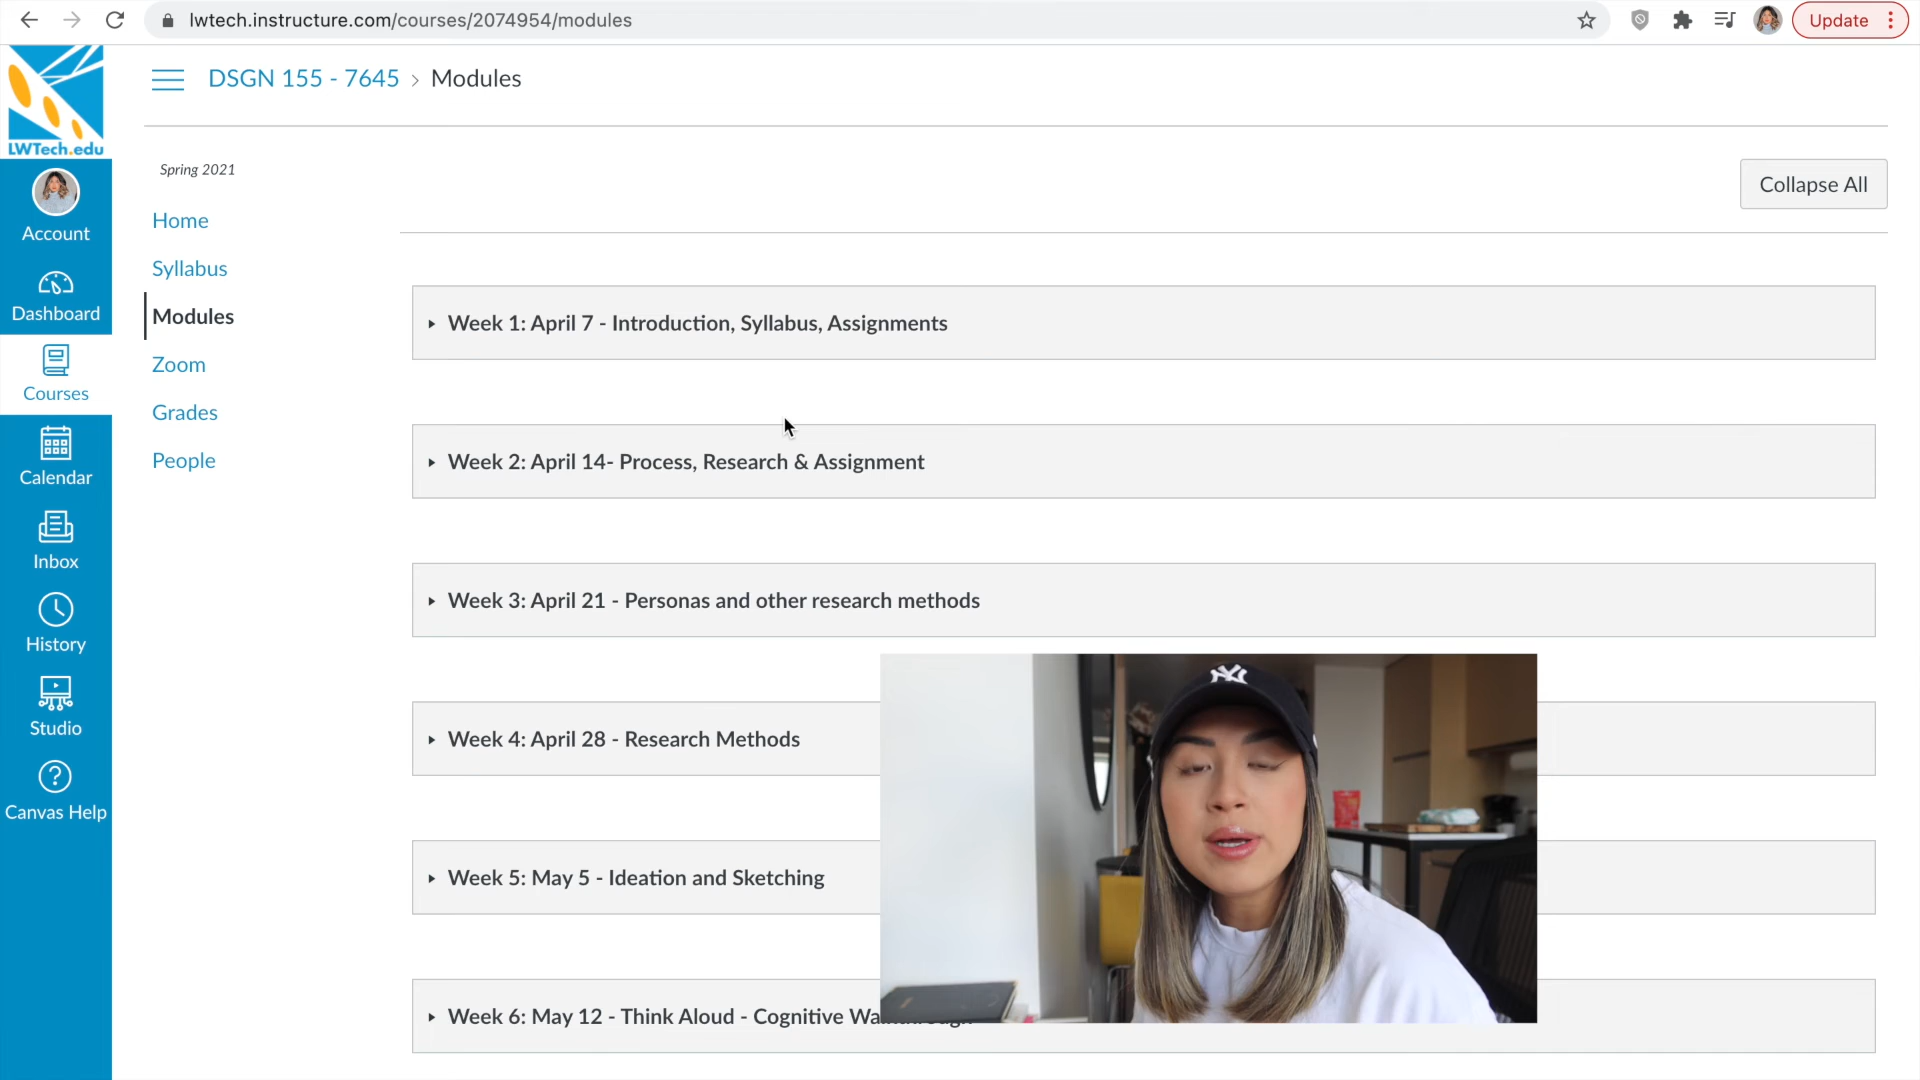 lwtech.instructure.com/courses/2074954/modules
Update
LWTech.edu
DSGN 155 - 7645 › Modules
Spring 2021
Collapse All
Account
Dashboard
Courses
Calendar
Inbox
History
Studio
Canvas Help
Home
Syllabus
Modules
Zoom
Grades
People
Week 1: April 7 - Introduction, Syllabus, Assignments
Week 2: April 14- Process, Research & Assignment
Week 3: April 21 - Personas and other research methods
Week 4: April 28 - Research Methods
Week 5: May 5 - Ideation and Sketching
Week 6: May 12 - Think Aloud - Cognitive Walkthrough
NY